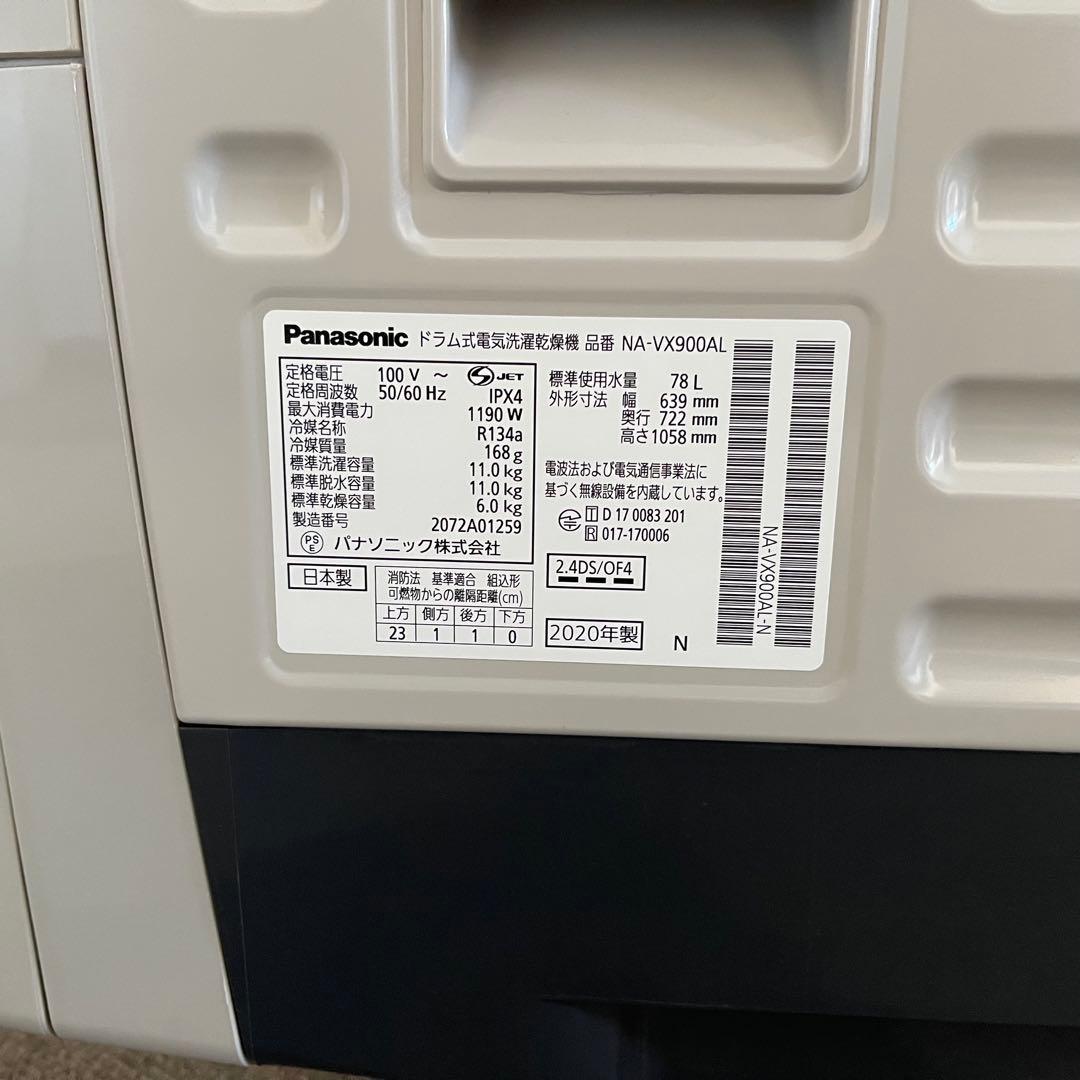 Panasonic ドラム式電気洗濯乾燥機 品番 NA-VX900AL
定格電圧 100 V ～ S JET
定格周波数 50/60 Hz IPX4
最大消費電力 1190 W
冷媒名称 R134a
冷媒質量 168 g
標準洗濯容量 11.0 kg
標準脱水容量 11.0 kg
標準乾燥容量 6.0 kg
製造番号 2072A01259
PSE パナソニック株式会社
標準使用水量 78 L
外形寸法 幅 639 mm
奥行 722 mm
高さ 1058 mm
電波法および電気通信事業法に
基づく無線設備を内蔵しています。
T D 17 0083 201
R 017-170006
2.4DS/OF4
日本製
消防法 基準適合 組込形
可燃物からの離隔距離(cm)
上方 側方 後方 下方
23 1 1 0
2020年製
N
NA-VX900AL-N